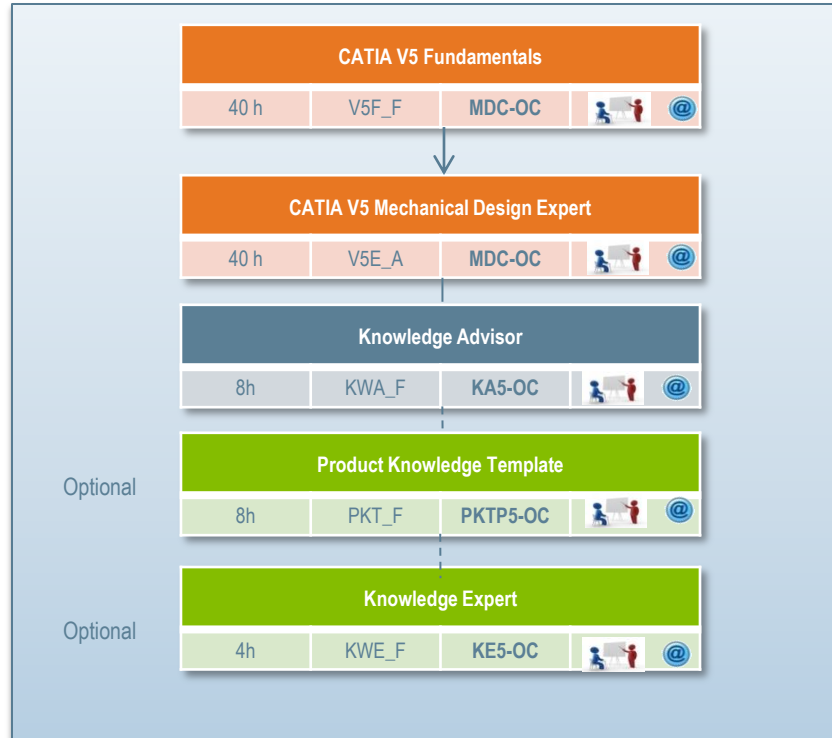 CATIA V5 Fundamentals
40 h V5F_F MDC-OC @
CATIA V5 Mechanical Design Expert
40 h V5E_A MDC-OC @
Knowledge Advisor
8h KWA_F KA5-OC @
Product Knowledge Template
Optional
8h PKT_F PKTP5-OC @
Knowledge Expert
Optional
4h KWE_F KE5-OC @